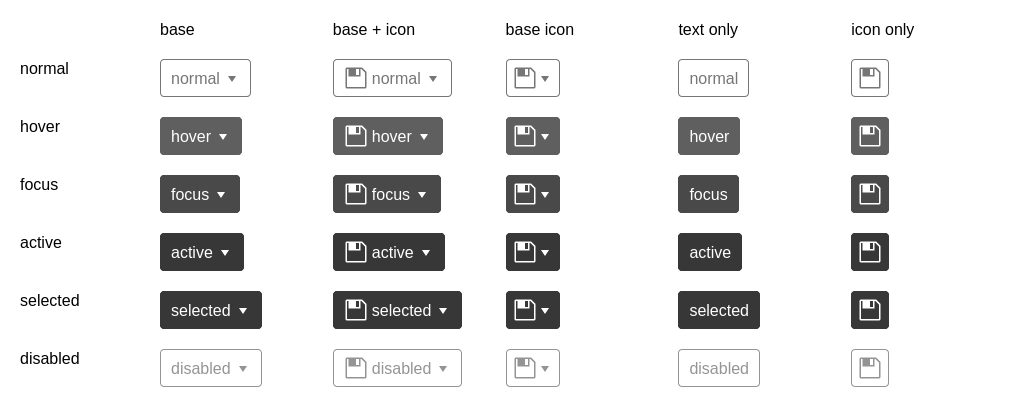 base base + icon base icon text only icon only
normal normal normal normal
hover hover hover hover
focus focus focus focus
active active active active
selected selected selected selected
disabled disabled disabled disabled